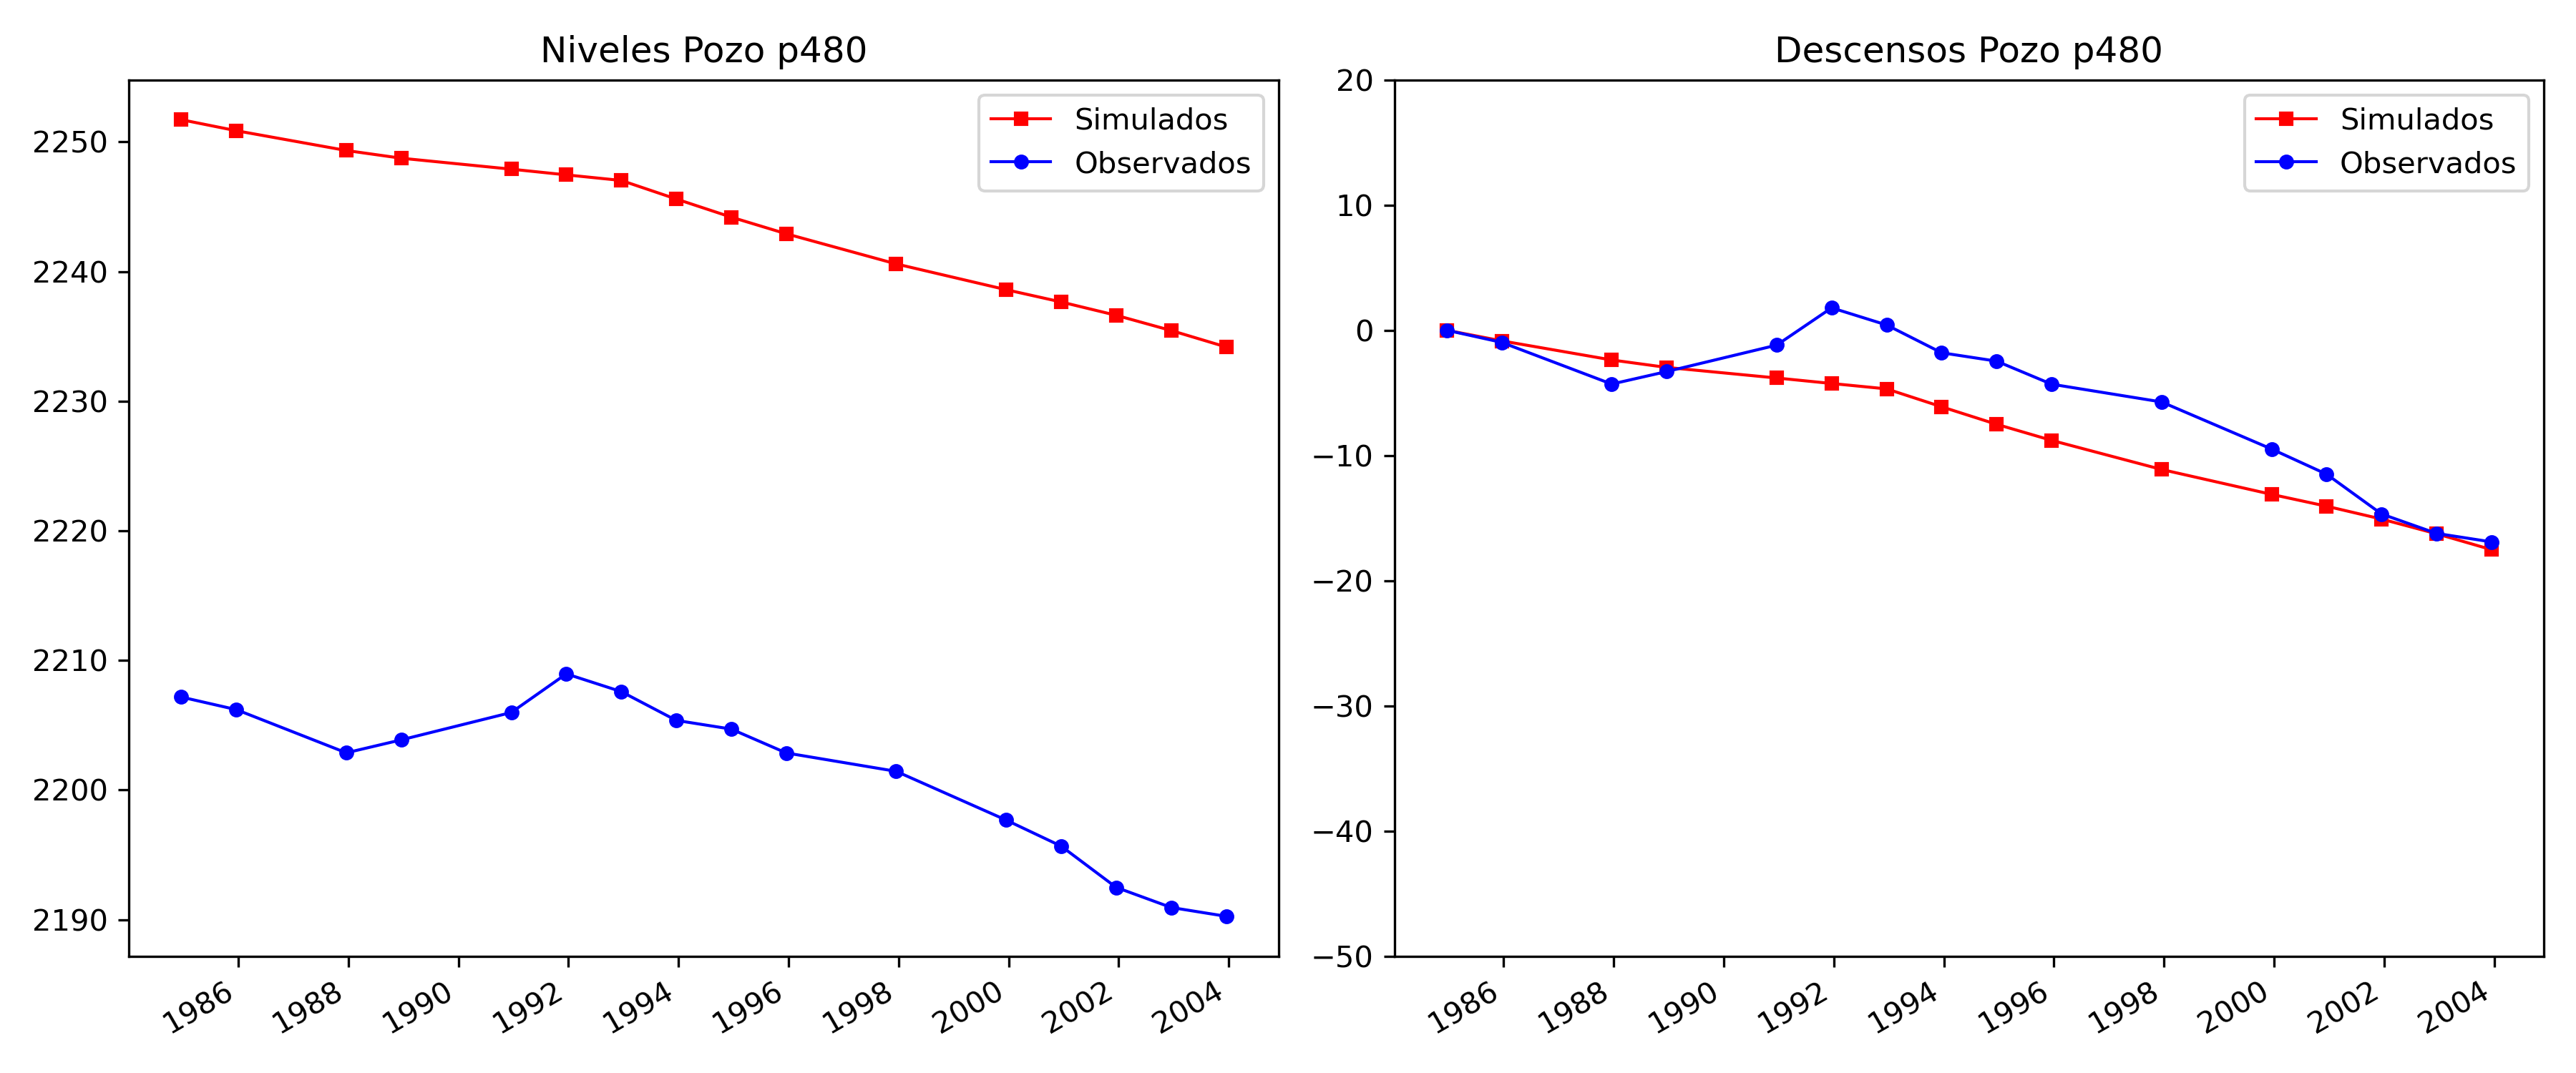 Niveles Pozo p480
Simulados
Observados
2250
2240
2230
2220
2210
2200
2190
1986 1988 1990 1992 1994 1996 1998 2000 2002 2004
Descensos Pozo p480
Simulados
Observados
20
10
0
−10
−20
−30
−40
−50
1986 1988 1990 1992 1994 1996 1998 2000 2002 2004